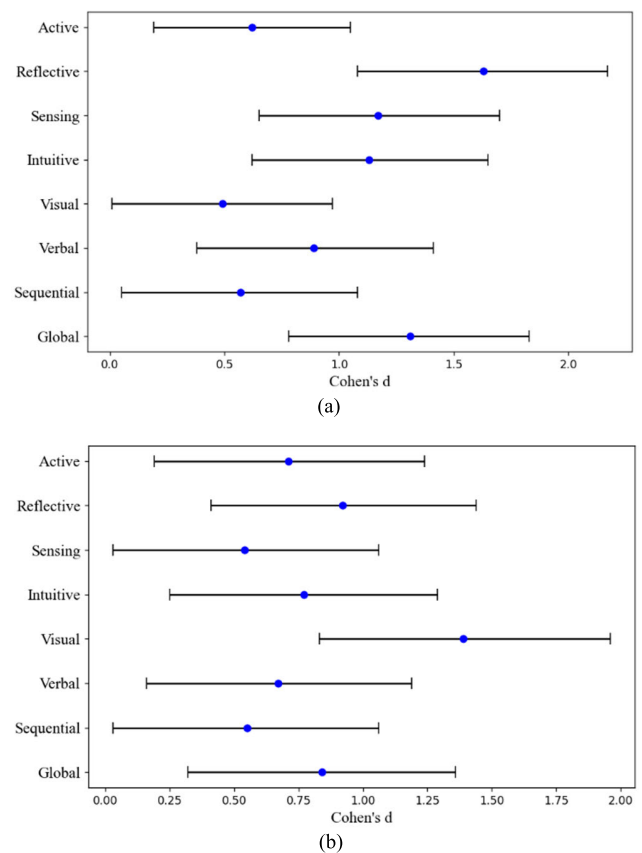 Active
Reflective
Sensing
Intuitive
Visual
Verbal
Sequential
Global
0.0 0.5 1.0 1.5 2.0
Cohen's d
(a)
Active
Reflective
Sensing
Intuitive
Visual
Verbal
Sequential
Global
0.00 0.25 0.50 0.75 1.00 1.25 1.50 1.75 2.00
Cohen's d
(b)